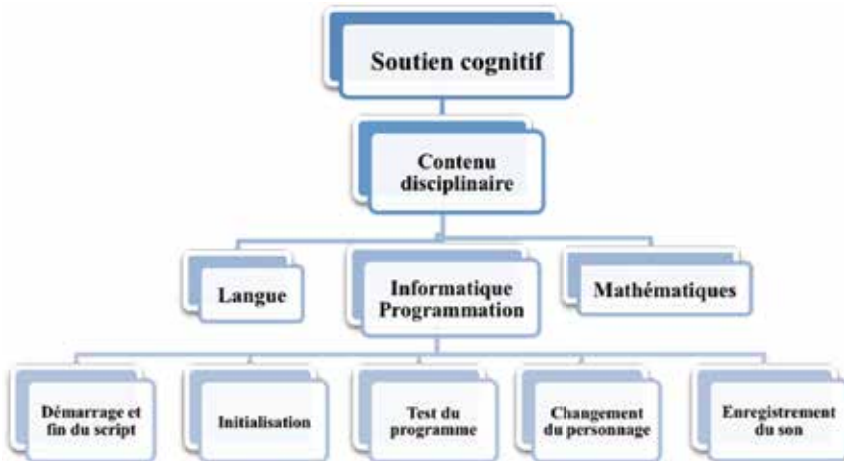 Soutien cognitif
Contenu
disciplinaire
Langue
Informatique
Programmation
Mathématiques
Démarrage et
fin du script
Initialisation
Test du
programme
Changement
du personnage
Enregistrement
du son